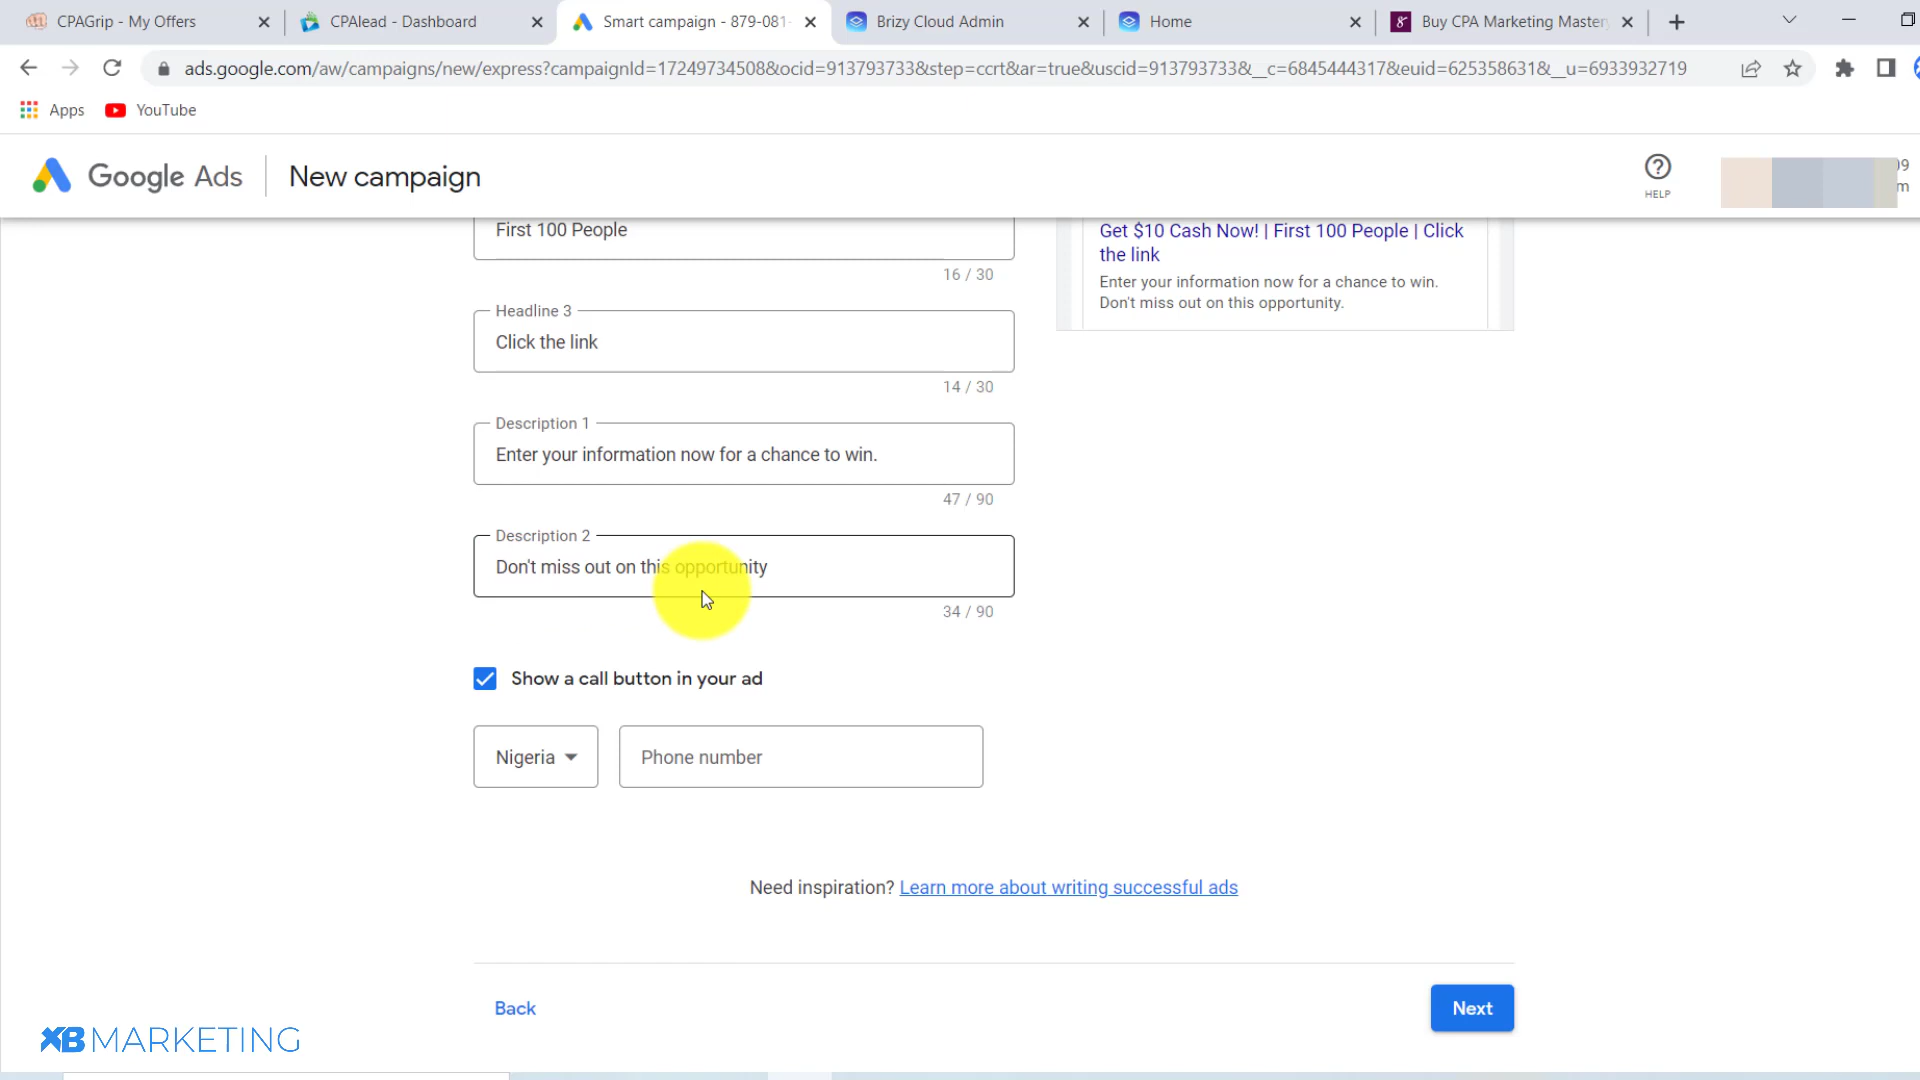 CPAGrip - My Offers
CPAlead - Dashboard
Smart campaign - 879-081-
Brizy Cloud Admin
Home
Buy CPA Marketing Mastery
ads.google.com/aw/campaigns/new/express?campaignId=17249734508&ocid=913793733&step=ccrt&ar=true&uscid=913793733&__c=6845444317&euid=625358631&__u=6933932719
Apps
YouTube
Google Ads
New campaign
HELP
First 100 People
16 / 30
Get $10 Cash Now! | First 100 People | Click
the link
Enter your information now for a chance to win.
Don't miss out on this opportunity.
Headline 3
Click the link
14 / 30
Description 1
Enter your information now for a chance to win.
47 / 90
Description 2
Don't miss out on this opportunity
34 / 90
Show a call button in your ad
Nigeria
Phone number
Need inspiration? Learn more about writing successful ads
Back
Next
XB MARKETING